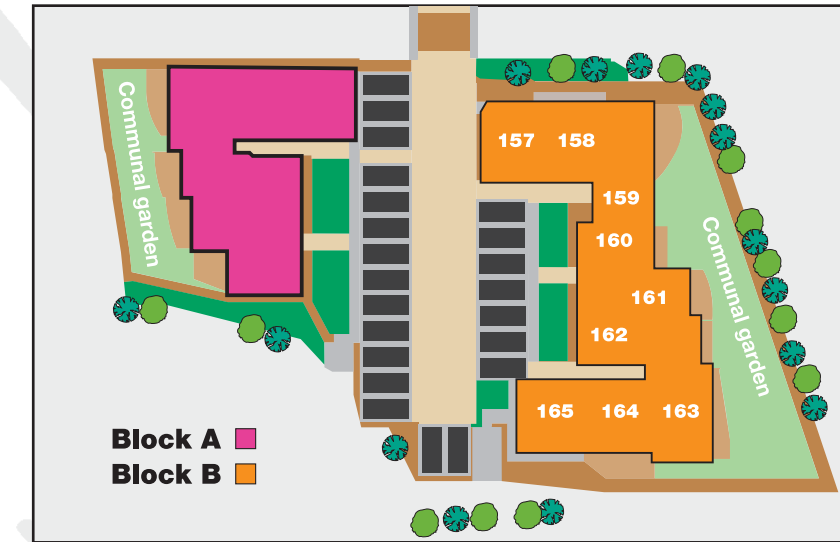 Communal garden
157 158
159
160
161
162
165 164 163
Communal garden
Block A
Block B